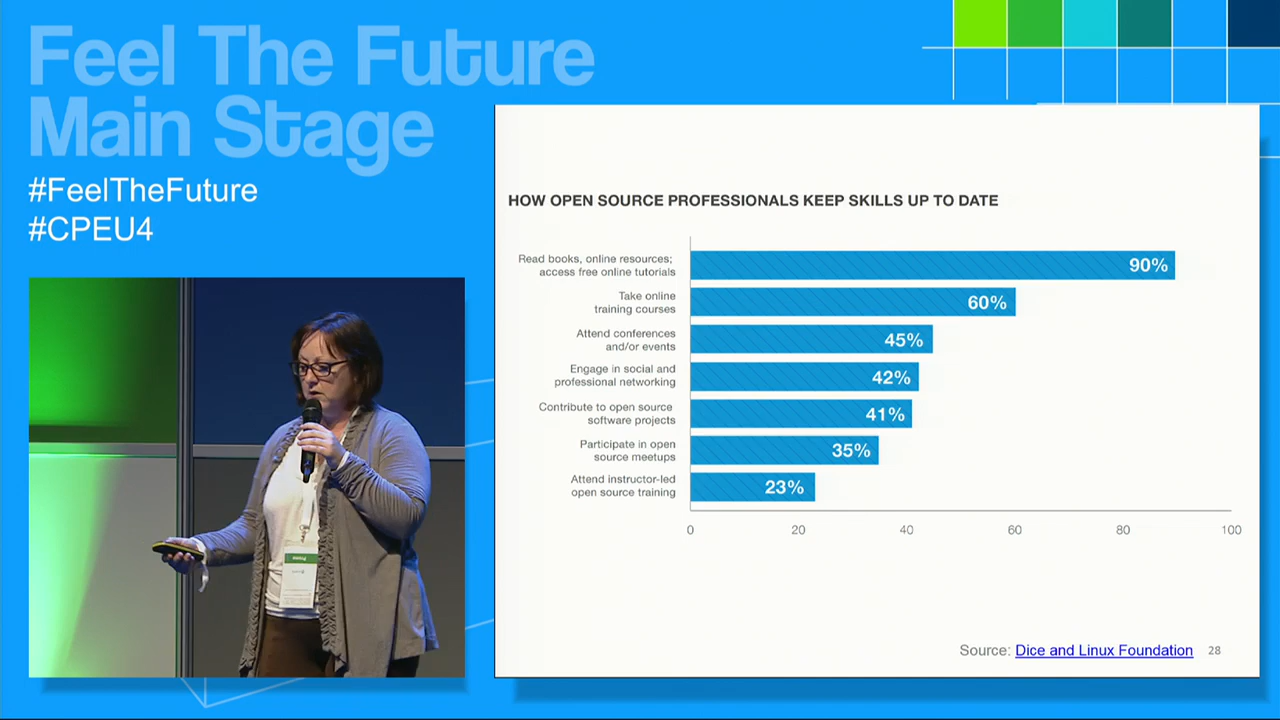 Feel The Future
Main Stage
#FeelTheFuture
#CPEU4
HOW OPEN SOURCE PROFESSIONALS KEEP SKILLS UP TO DATE
Read books, online resources;
access free online tutorials
90%
Take online
training courses
60%
Attend conferences
and/or events
45%
Engage in social and
professional networking
42%
Contribute to open source
software projects
41%
Participate in open
source meetups
35%
Attend instructor-led
open source training
23%
0 20 40 60 80 100
Source: Dice and Linux Foundation 28